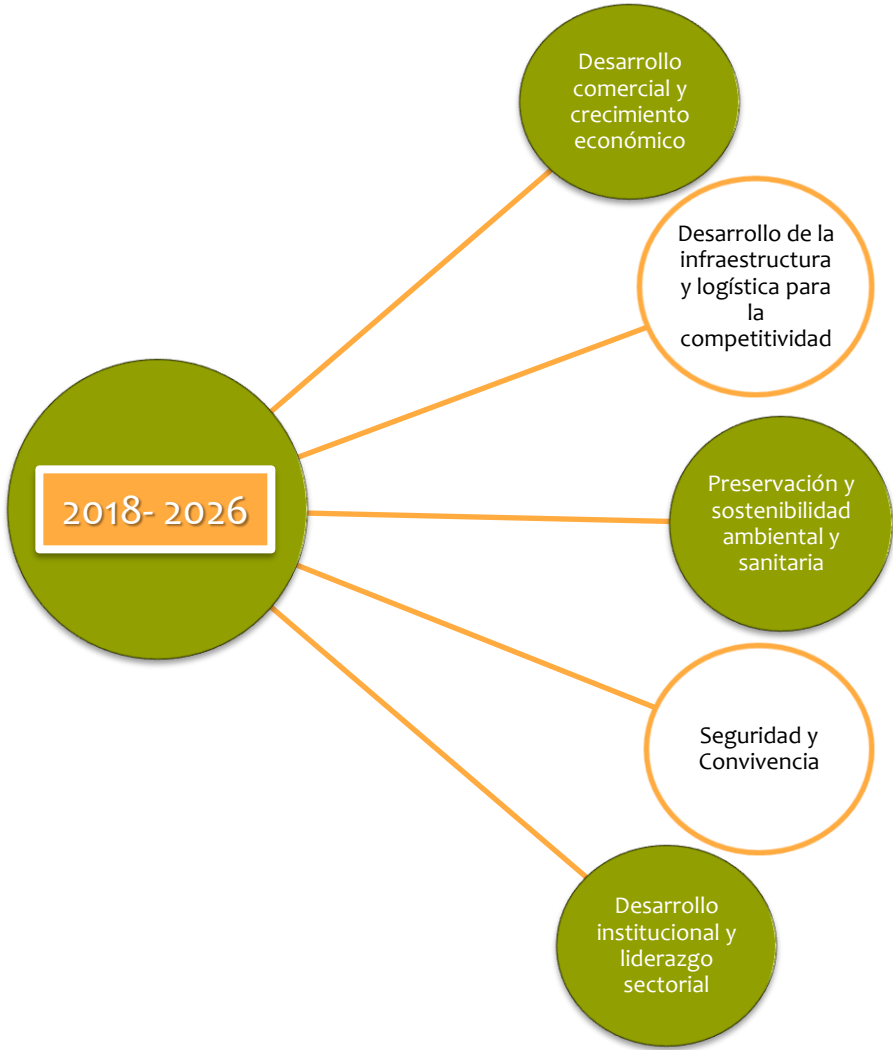 Desarrollo
comercial y
crecimiento
económico
Desarrollo de la
infraestructura
y logística para
la
competitividad
2018- 2026
Preservación y
sostenibilidad
ambiental y
sanitaria
Seguridad y
Convivencia
Desarrollo
institucional y
liderazgo
sectorial